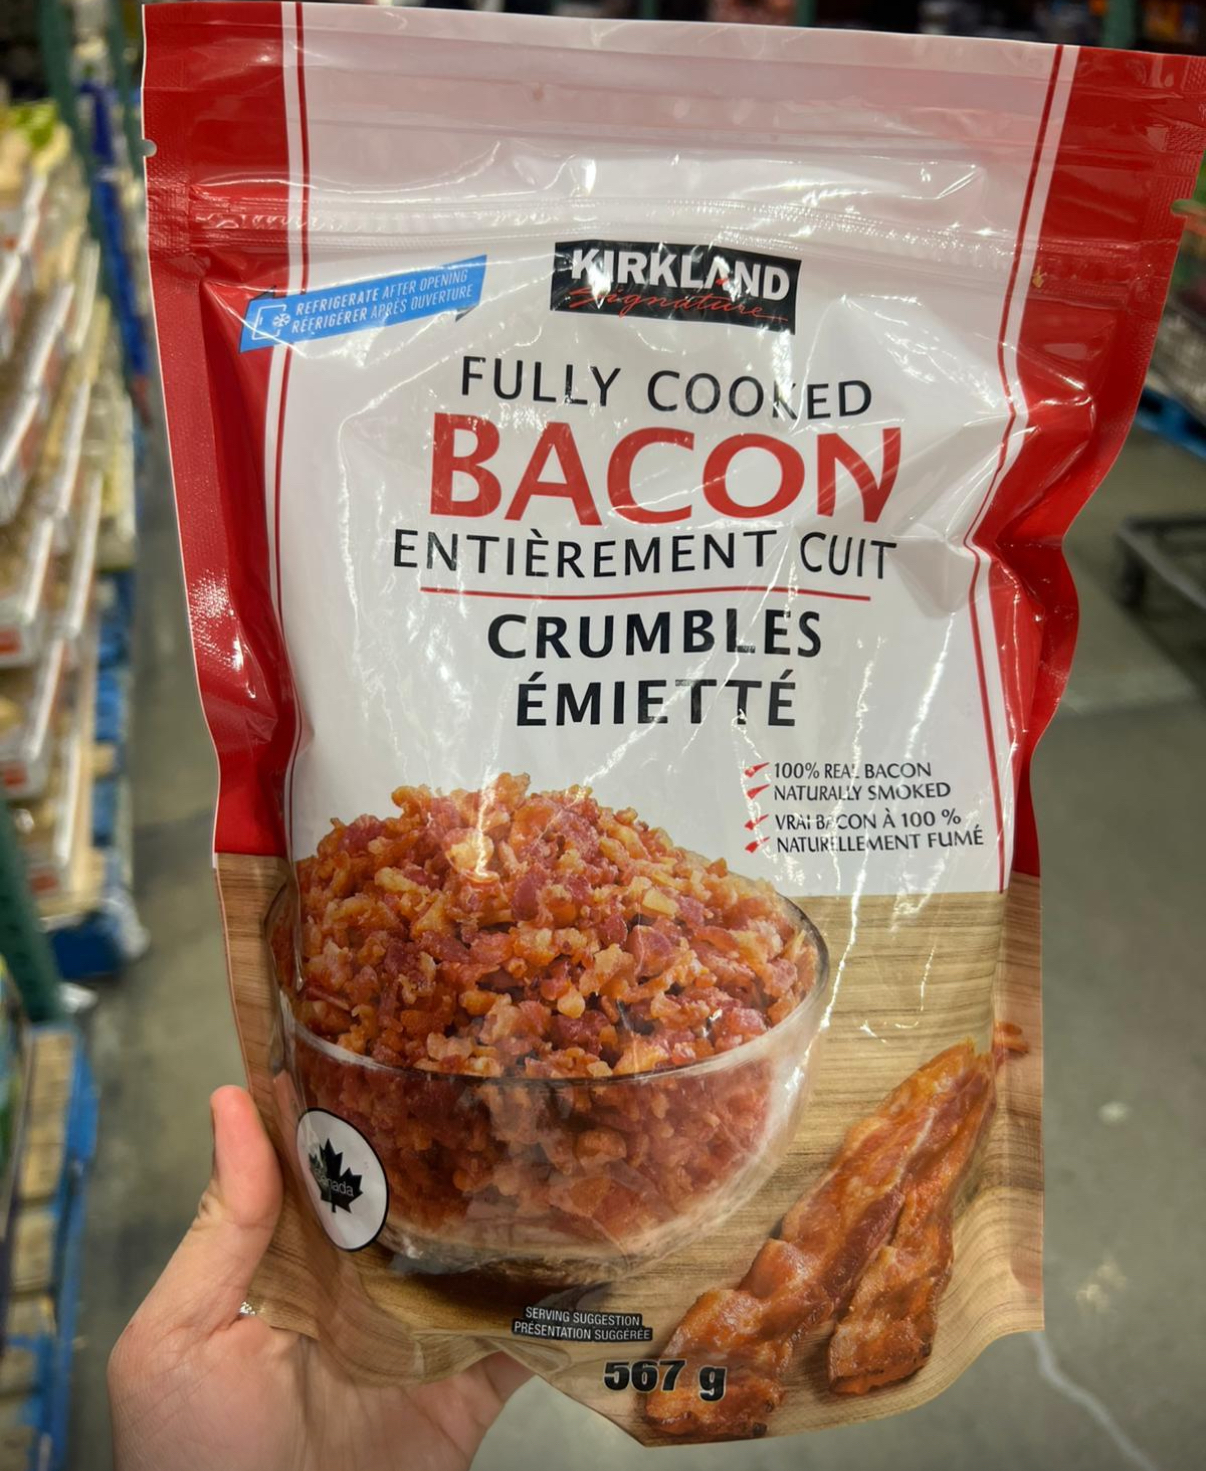 KIRKLAND
Signature
REFRIGERATE AFTER OPENING
RÉFRIGÉRER APRÈS OUVERTURE
FULLY COOKED
BACON
ENTIÈREMENT CUIT
CRUMBLES
ÉMIETTÉ
100% REAL BACON
NATURALLY SMOKED
VRAI BACON À 100 %
NATURELLEMENT FUMÉ
Canada
SERVING SUGGESTION
PRÉSENTATION SUGGÉRÉE
567 g